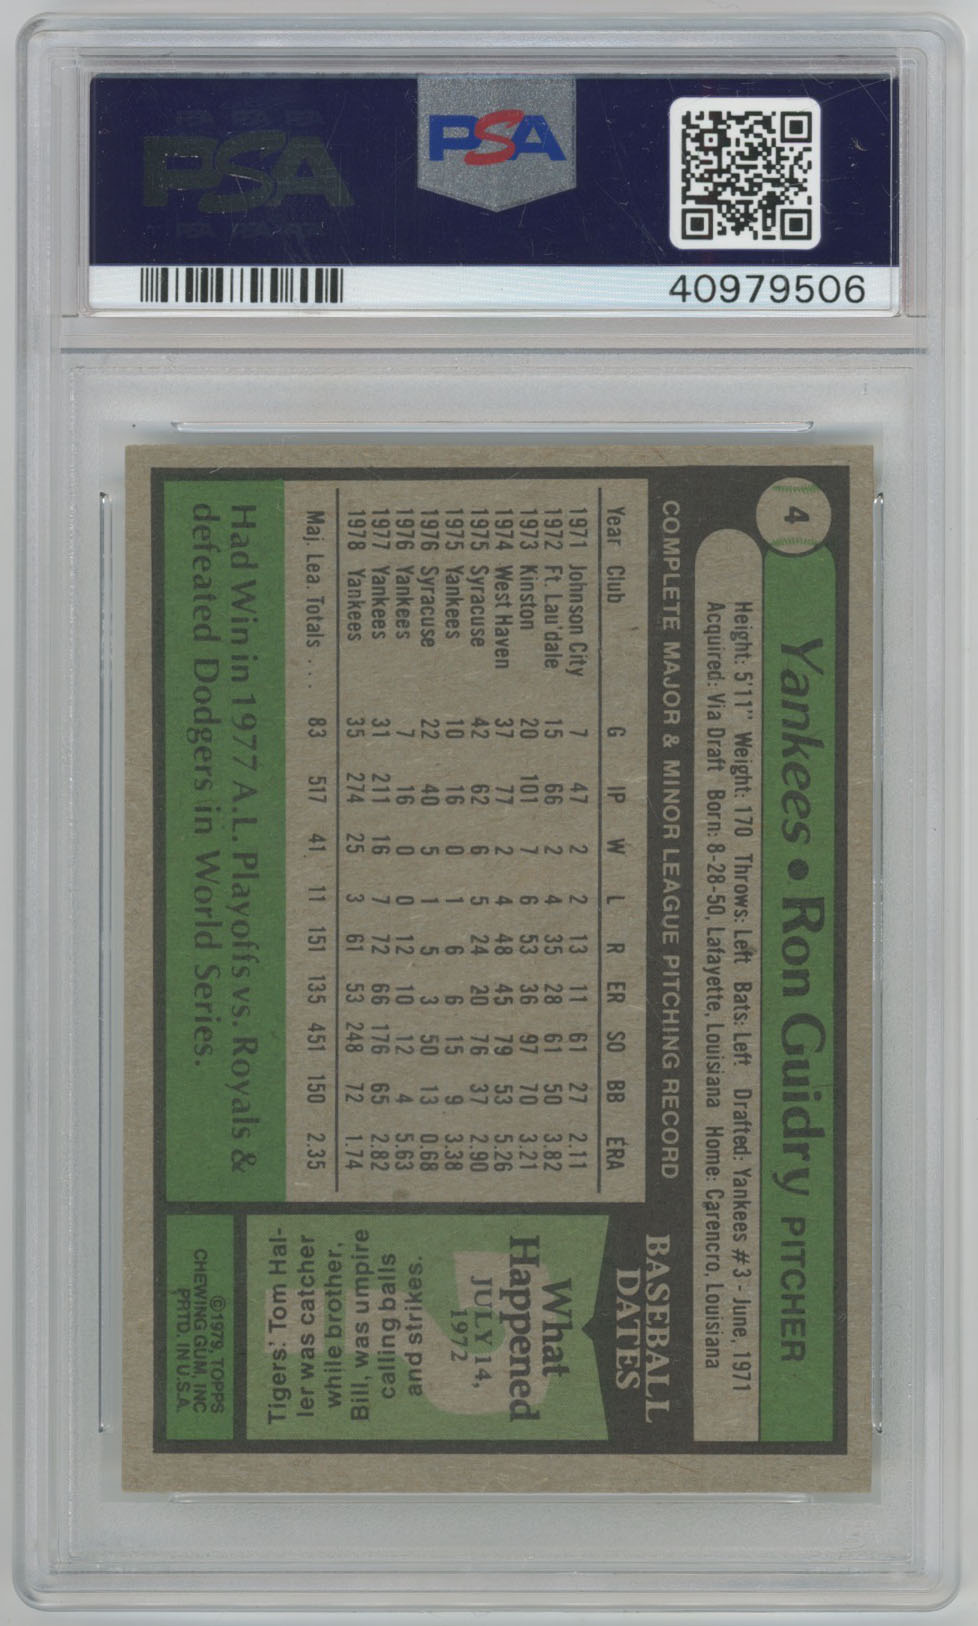 PSA
PSA
40979506
4
Yankees • Ron Guidry PITCHER
Height: 5'11" Weight: 170 Throws: Left Bats: Left Drafted: Yankees #3 - June, 1971
Acquired: Via Draft Born: 8-28-50, Lafayette, Louisiana Home: Carencro, Louisiana
COMPLETE MAJOR & MINOR LEAGUE PITCHING RECORD
Year Club G IP W L R ER SO BB ERA
1971 Johnson City 7 47 2 2 13 11 61 27 2.11
1972 Ft. Lau'dale 15 66 2 4 35 28 61 50 3.82
1973 Kinston 20 101 7 6 53 36 97 70 3.21
1974 West Haven 37 77 2 4 48 45 79 53 5.26
1975 Syracuse 42 62 6 5 24 20 76 37 2.90
1975 Yankees 10 16 0 1 6 6 15 9 3.38
1976 Syracuse 22 40 5 1 5 3 50 13 0.68
1976 Yankees 7 16 0 0 12 10 12 4 5.63
1977 Yankees 31 211 16 7 72 66 176 65 2.82
1978 Yankees 35 274 25 3 61 53 248 72 1.74
Maj. Lea. Totals . . . 83 517 41 11 151 135 451 150 2.35
Had Win in 1977 A.L. Playoffs vs. Royals &
defeated Dodgers in World Series.
BASEBALL
DATES
What
Happened
JULY 14,
1972
Tigers: Tom Hal-
ler was catcher
while brother,
Bill, was umpire
calling balls
and strikes.
©1979, TOPPS
CHEWING GUM, INC
PRTD. IN U.S.A.